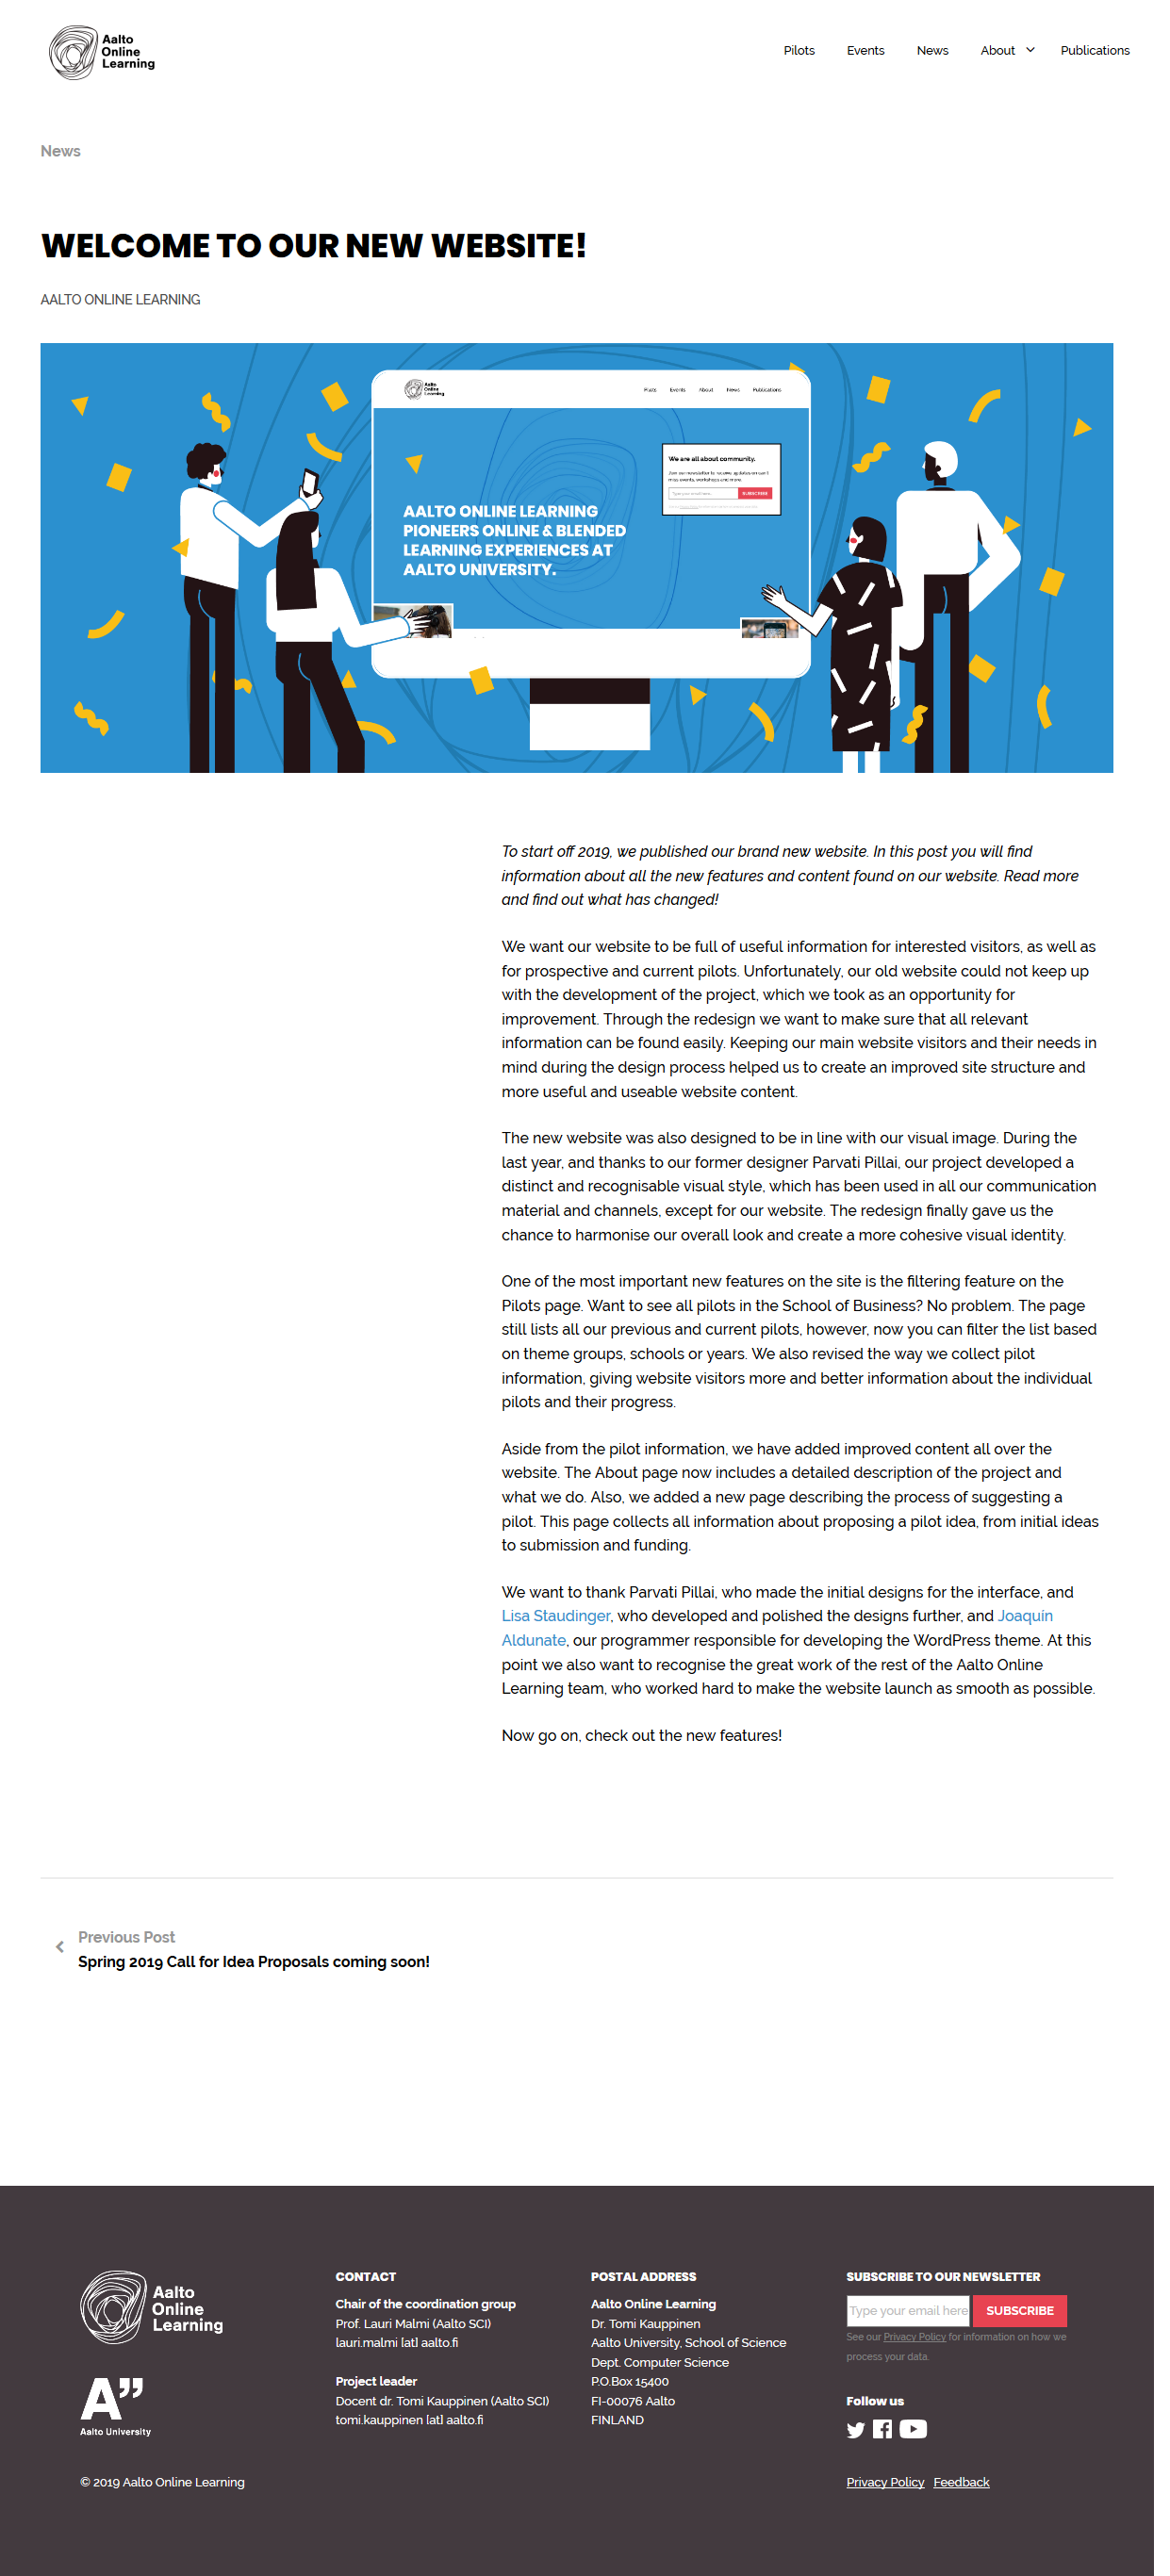 Aalto
Online
Learning
Pilots
Events
News
About
Publications
News
WELCOME TO OUR NEW WEBSITE!
AALTO ONLINE LEARNING
Aalto
Online
Learning
Pilots
Events
About
News
Publications
We are all about community.
Join our newsletter to receive updates so can't
miss events, workshops and more.
Type your email here.
SUBSCRIBE
AALTO ONLINE LEARNING
PIONEERS ONLINE & BLENDED
LEARNING EXPERIENCES AT
AALTO UNIVERSITY.
To start off 2019, we published our brand new website. In this post you will find
information about all the new features and content found on our website. Read more
and find out what has changed!
We want our website to be full of useful information for interested visitors, as well as
for prospective and current pilots. Unfortunately, our old website could not keep up
with the development of the project, which we took as an opportunity for
improvement. Through the redesign we want to make sure that all relevant
information can be found easily. Keeping our main website visitors and their needs in
mind during the design process helped us to create an improved site structure and
more useful and useable website content.
The new website was also designed to be in line with our visual image. During the
last year, and thanks to our former designer Parvati Pillai, our project developed a
distinct and recognisable visual style, which has been used in all our communication
material and channels, except for our website. The redesign finally gave us the
chance to harmonise our overall look and create a more cohesive visual identity.
One of the most important new features on the site is the filtering feature on the
Pilots page. Want to see all pilots in the School of Business? No problem. The page
still lists all our previous and current pilots, however, now you can filter the list based
on theme groups, schools or years. We also revised the way we collect pilot
information, giving website visitors more and better information about the individual
pilots and their progress.
Aside from the pilot information, we have added improved content all over the
website. The About page now includes a detailed description of the project and
what we do. Also, we added a new page describing the process of suggesting a
pilot. This page collects all information about proposing a pilot idea, from initial ideas
to submission and funding.
We want to thank Parvati Pillai, who made the initial designs for the interface, and
Lisa Staudinger, who developed and polished the designs further, and Joaquín
Aldunate, our programmer responsible for developing the WordPress theme. At this
point we also want to recognise the great work of the rest of the Aalto Online
Learning team, who worked hard to make the website launch as smooth as possible.
Now go on, check out the new features!
Previous Post
Spring 2019 Call for Idea Proposals coming soon!
Aalto
Online
Learning
A”
Aalto University
© 2019 Aalto Online Learning
CONTACT
Chair of the coordination group
Prof. Lauri Malmi (Aalto SCI)
lauri.malmi [at] aalto.fi
Project leader
Docent dr. Tomi Kauppinen (Aalto SCI)
tomi.kauppinen [at] aalto.fi
POSTAL ADDRESS
Aalto Online Learning
Dr. Tomi Kauppinen
Aalto University, School of Science
Dept. Computer Science
P.O.Box 15400
FI-00076 Aalto
FINLAND
SUBSCRIBE TO OUR NEWSLETTER
Type your email here
SUBSCRIBE
See our Privacy Policy for information on how we
process your data.
Follow us
Privacy Policy Feedback